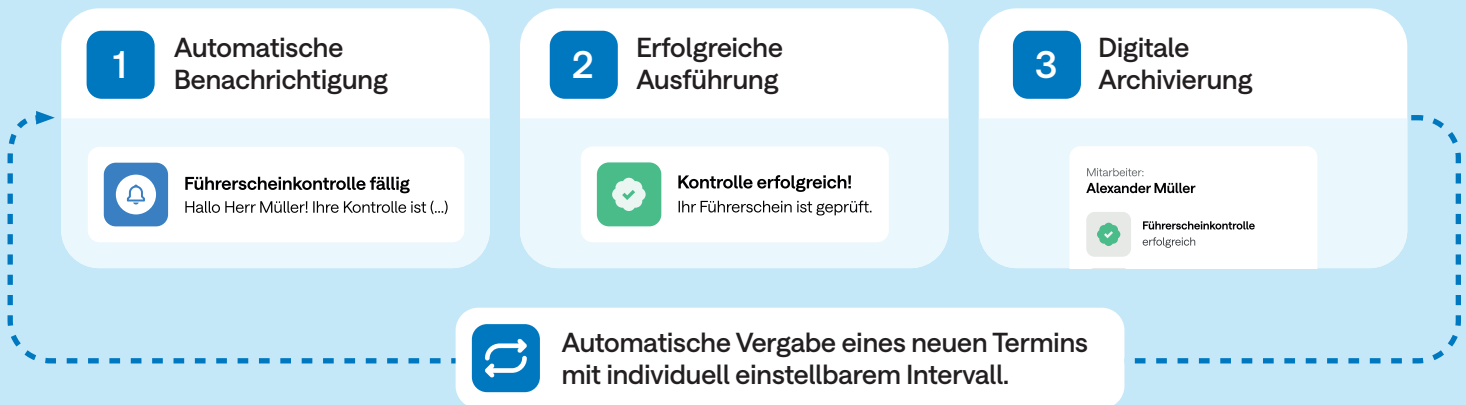 1
Automatische
Benachrichtigung
Führerscheinkontrolle fällig
Hallo Herr Müller! Ihre Kontrolle ist (...)
2
Erfolgreiche
Ausführung
Kontrolle erfolgreich!
Ihr Führerschein ist geprüft.
3
Digitale
Archivierung
Mitarbeiter:
Alexander Müller
Führerscheinkontrolle
erfolgreich
Automatische Vergabe eines neuen Termins
mit individuell einstellbarem Intervall.